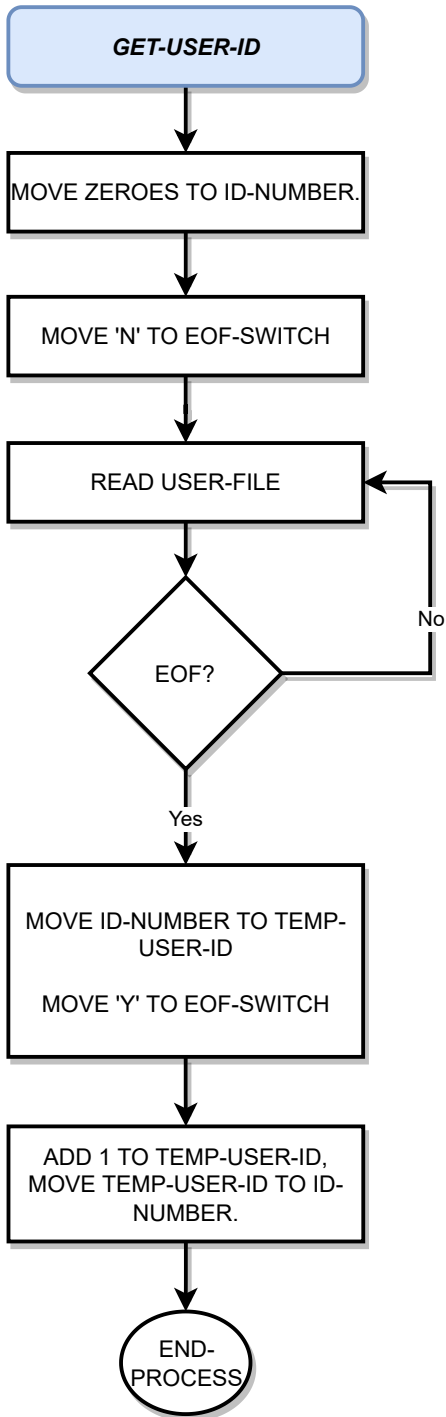 GET-USER-ID
MOVE ZEROES TO ID-NUMBER.
MOVE 'N' TO EOF-SWITCH
READ USER-FILE
No
EOF?
Yes
MOVE ID-NUMBER TO TEMP-
USER-ID
MOVE 'Y' TO EOF-SWITCH
ADD 1 TO TEMP-USER-ID,
MOVE TEMP-USER-ID TO ID-
NUMBER.
END-
PROCESS